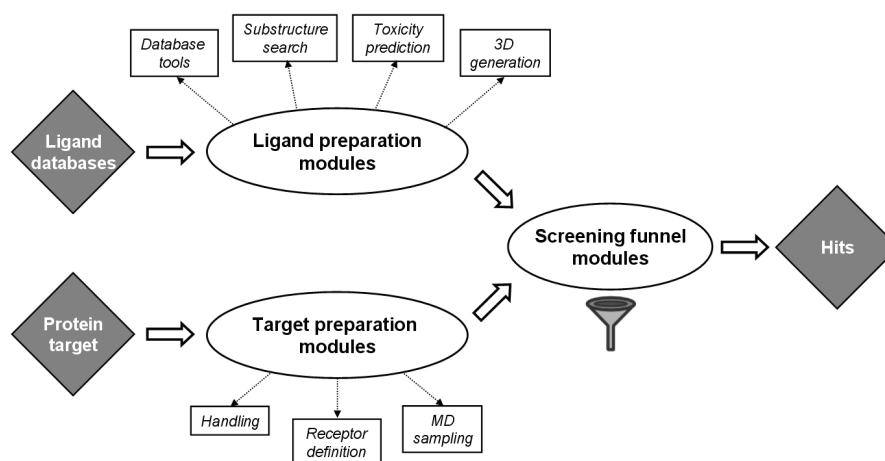 Database
tools
Substructure
search
Toxicity
prediction
3D
generation
Ligand
databases
Ligand preparation
modules
Screening funnel
modules
Hits
Protein
target
Target preparation
modules
Handling
Receptor
definition
MD
sampling